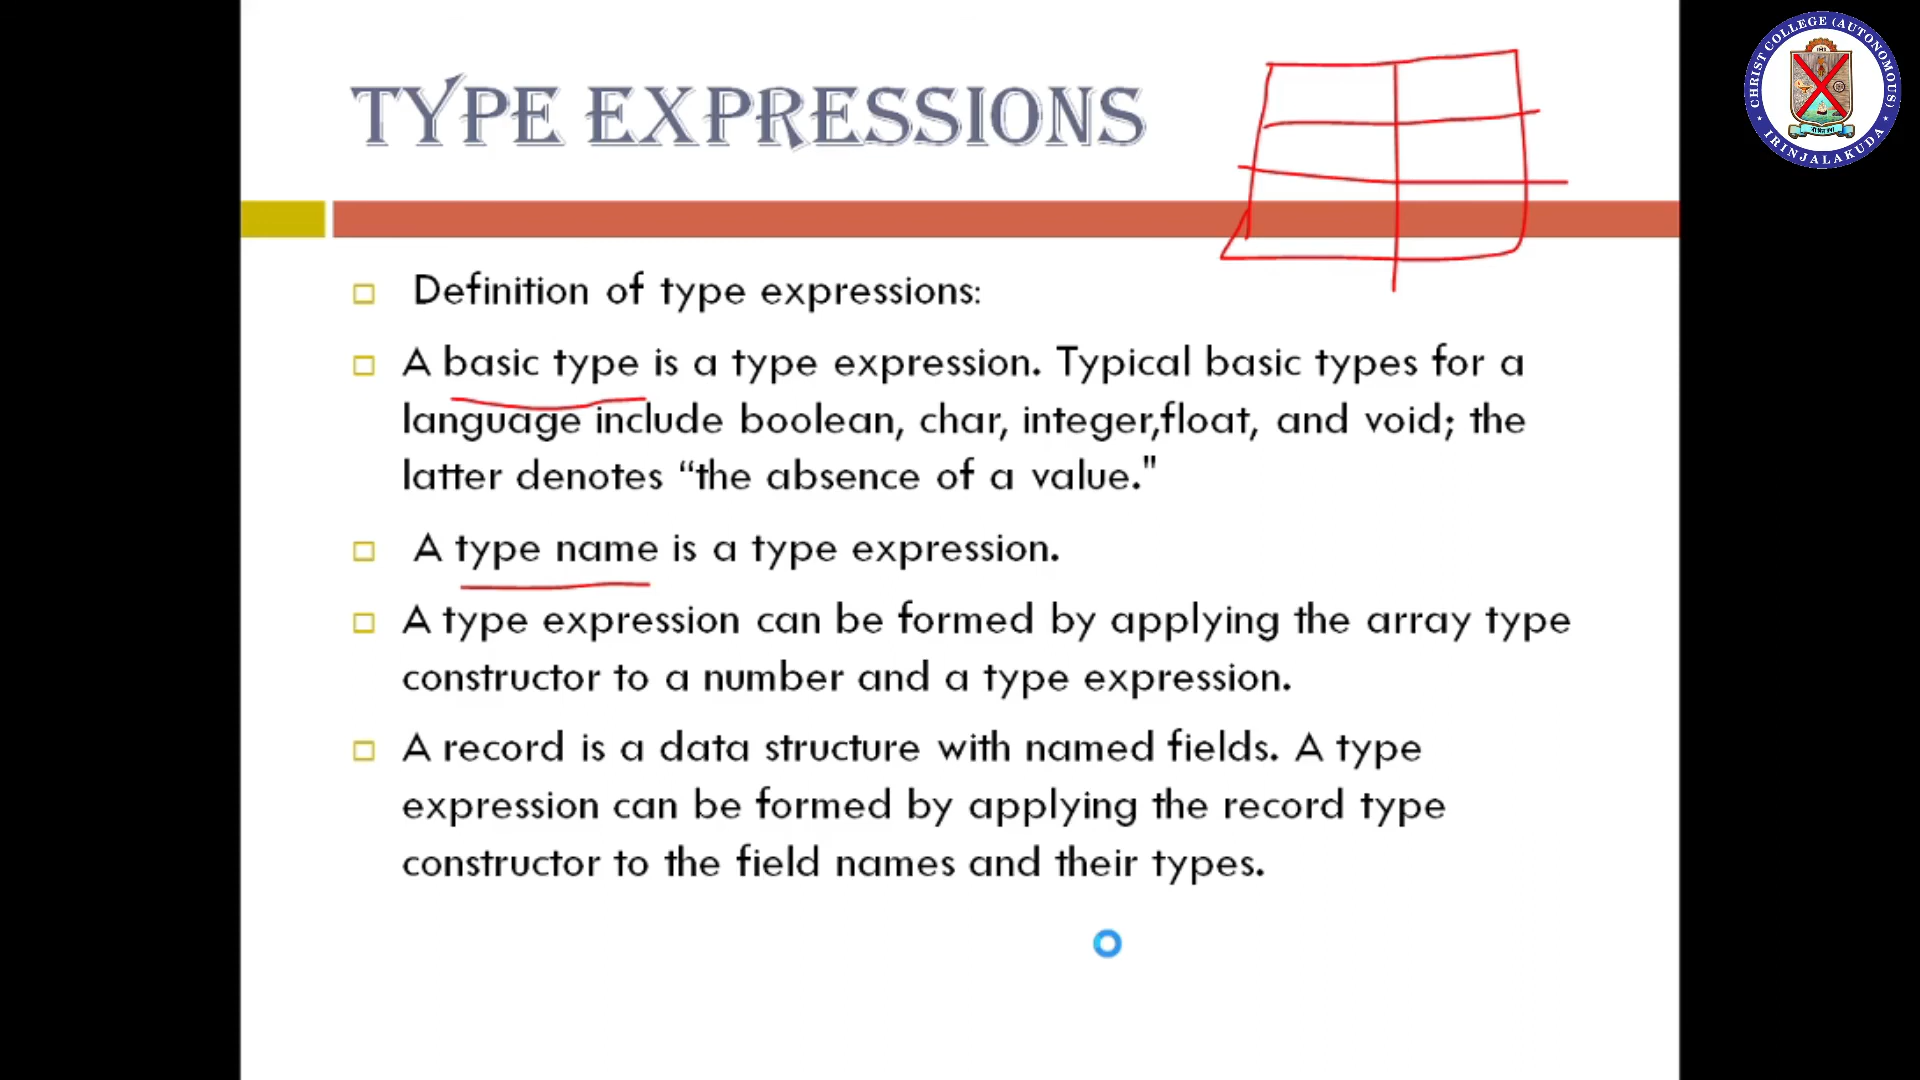 TYPE EXPRESSIONS
CHRIST COLLEGE (AUTONOMOUS)
IRINJALAKUDA
Definition of type expressions:
A basic type is a type expression. Typical basic types for a
language include boolean, char, integer,float, and void; the
latter denotes “the absence of a value."
A type name is a type expression.
A type expression can be formed by applying the array type
constructor to a number and a type expression.
A record is a data structure with named fields. A type
expression can be formed by applying the record type
constructor to the field names and their types.